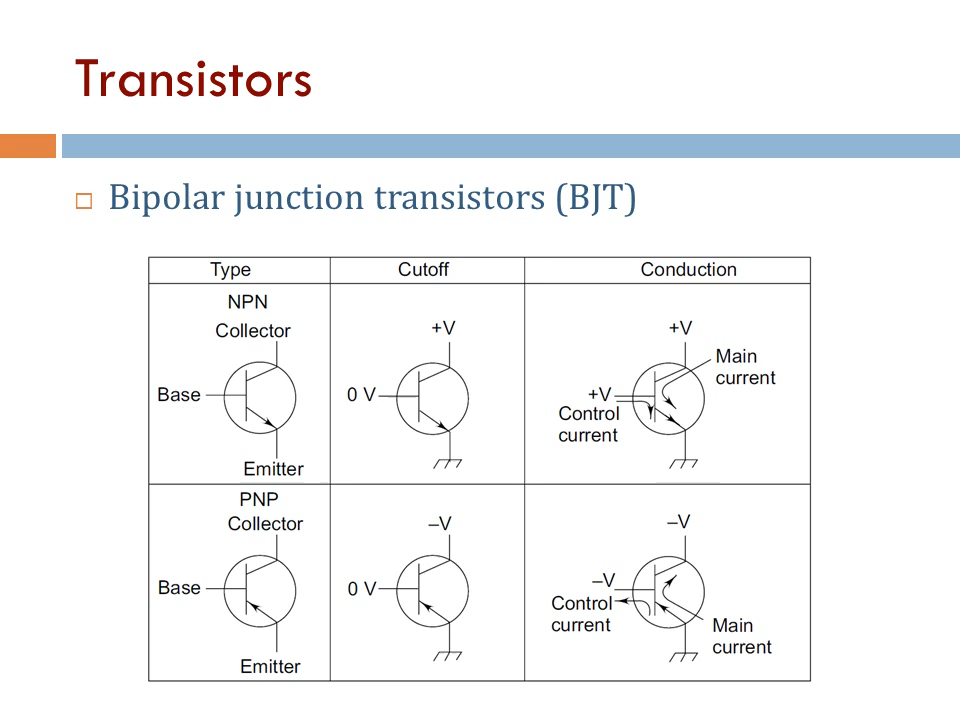 Transistors
Bipolar junction transistors (BJT)
Type
Cutoff
Conduction
NPN
Collector
Base
Emitter
+V
0 V
+V
Main
current
+V
Control
current
PNP
Collector
Base
Emitter
–V
0 V
–V
–V
Control
current
Main
current